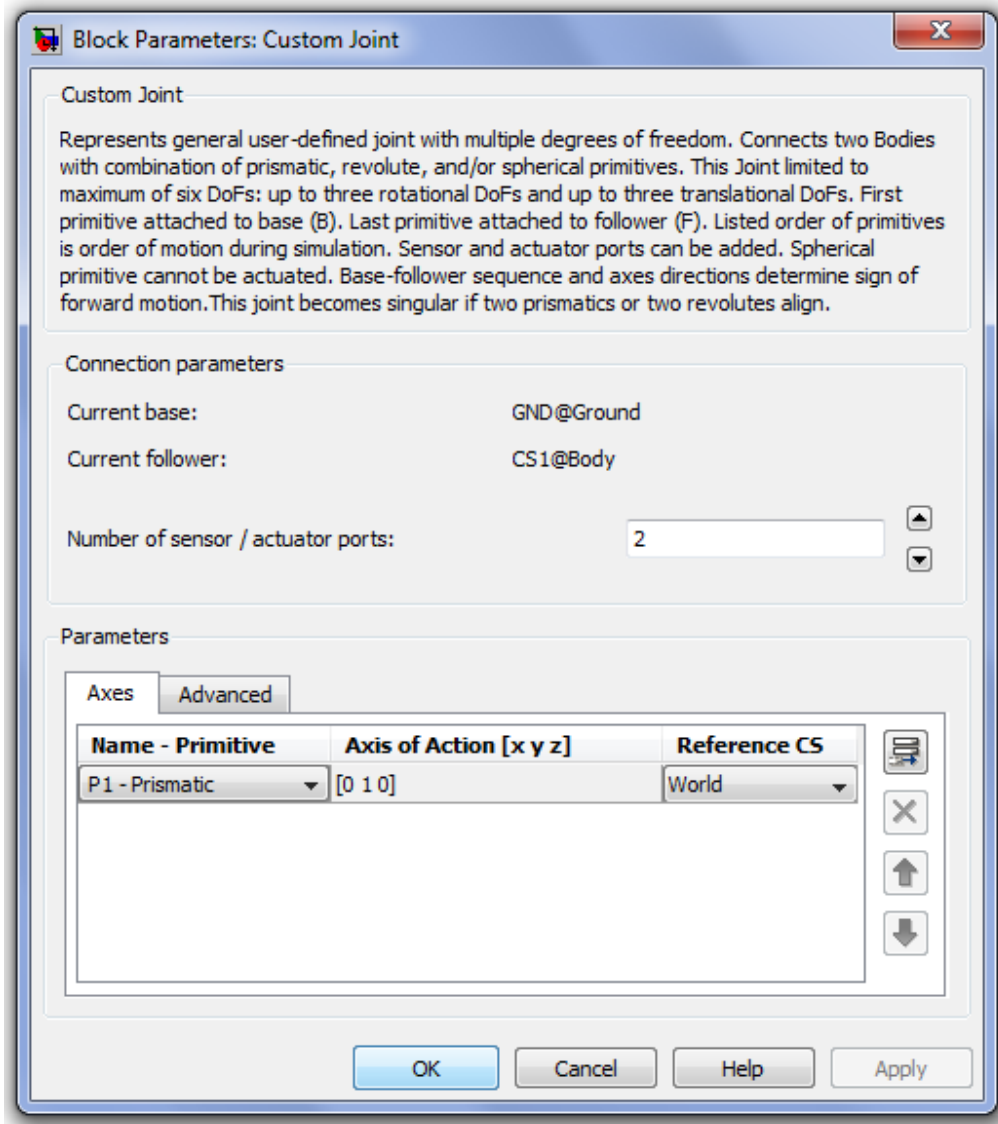 Block Parameters: Custom Joint
Custom Joint
Represents general user-defined joint with multiple degrees of freedom. Connects two Bodies
with combination of prismatic, revolute, and/or spherical primitives. This Joint limited to
maximum of six DoFs: up to three rotational DoFs and up to three translational DoFs. First
primitive attached to base (B). Last primitive attached to follower (F). Listed order of primitives
is order of motion during simulation. Sensor and actuator ports can be added. Spherical
primitive cannot be actuated. Base-follower sequence and axes directions determine sign of
forward motion.This joint becomes singular if two prismatics or two revolutes align.
Connection parameters
Current base: GND@Ground
Current follower: CS1@Body
Number of sensor / actuator ports: 2
Parameters
Axes Advanced
Name - Primitive Axis of Action [x y z] Reference CS
P1 - Prismatic [0 1 0] World
OK Cancel Help Apply